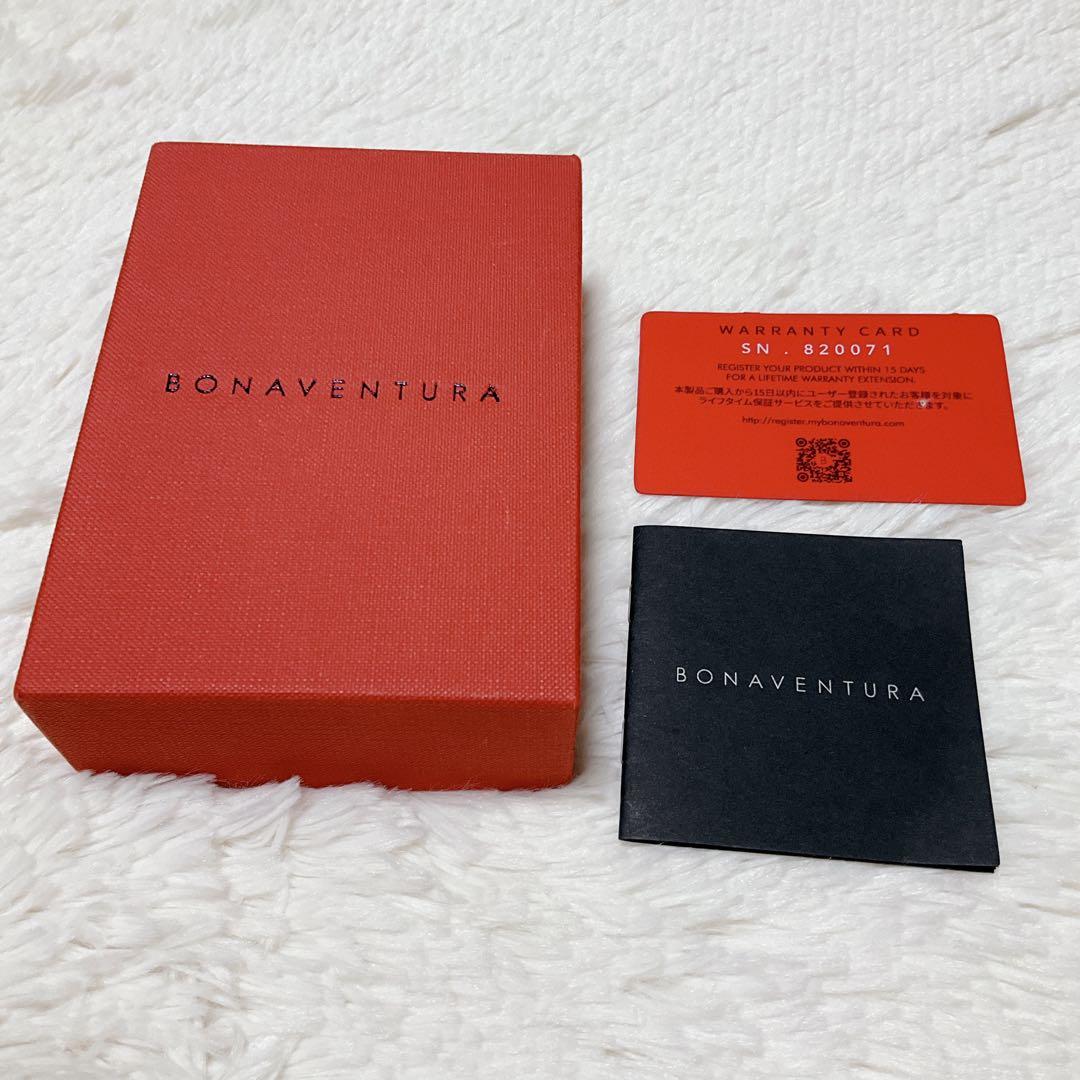 BONAVENTURA
WARRANTY CARD
SN . 820071
REGISTER YOUR PRODUCT WITHIN 15 DAYS
FOR A LIFETIME WARRANTY EXTENSION.
本製品ご購入から15日以内にユーザー登録されたお客様を対象に
ライフタイム保証サービスをご提供させていただきます。
http://register.mybonaventura.com
B
BONAVENTURA